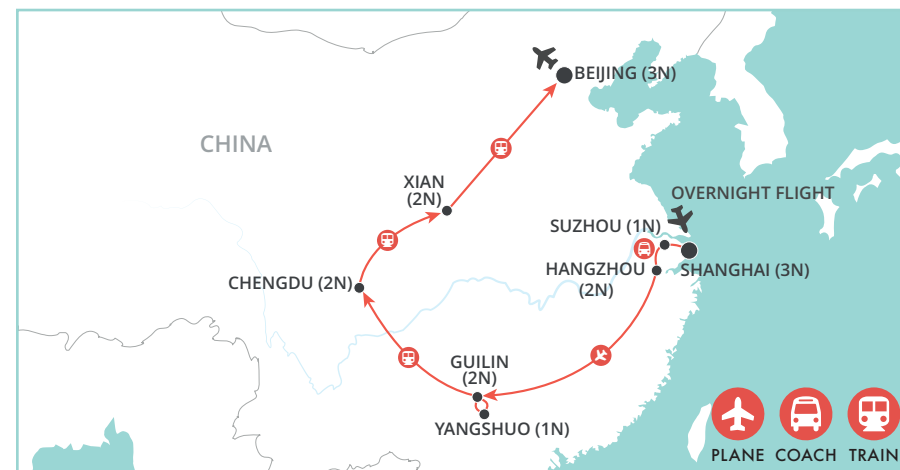 BEIJING (3N)
CHINA
XIAN
(2N)
OVERNIGHT FLIGHT
SUZHOU (1N)
HANGZHOU
(2N)
SHANGHAI (3N)
CHENGDU (2N)
GUILIN
(2N)
YANGSHUO (1N)
PLANE COACH TRAIN